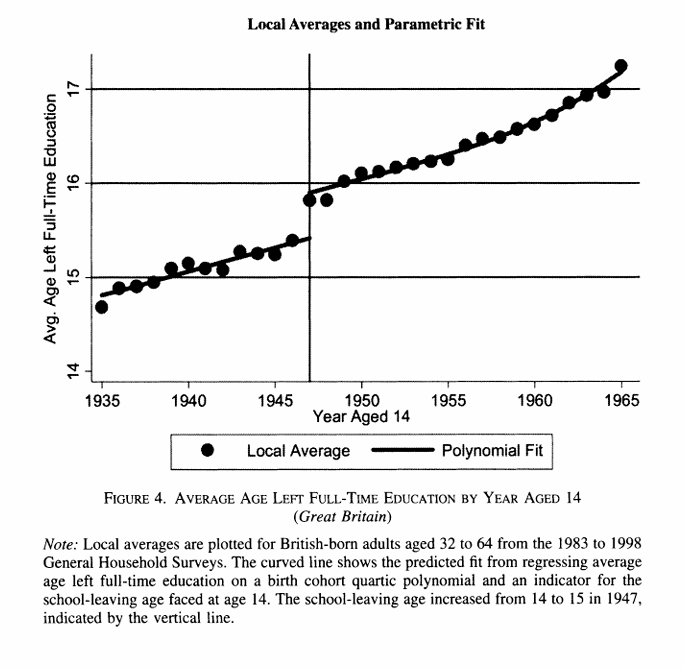 Local Averages and Parametric Fit
Avg. Age Left Full-Time Education
17
16
15
14
1935 1940 1945 1950 1955 1960 1965
Year Aged 14
Local Average Polynomial Fit
FIGURE 4. AVERAGE AGE LEFT FULL-TIME EDUCATION BY YEAR AGED 14
(Great Britain)
Note: Local averages are plotted for British-born adults aged 32 to 64 from the 1983 to 1998
General Household Surveys. The curved line shows the predicted fit from regressing average
age left full-time education on a birth cohort quartic polynomial and an indicator for the
school-leaving age faced at age 14. The school-leaving age increased from 14 to 15 in 1947,
indicated by the vertical line.